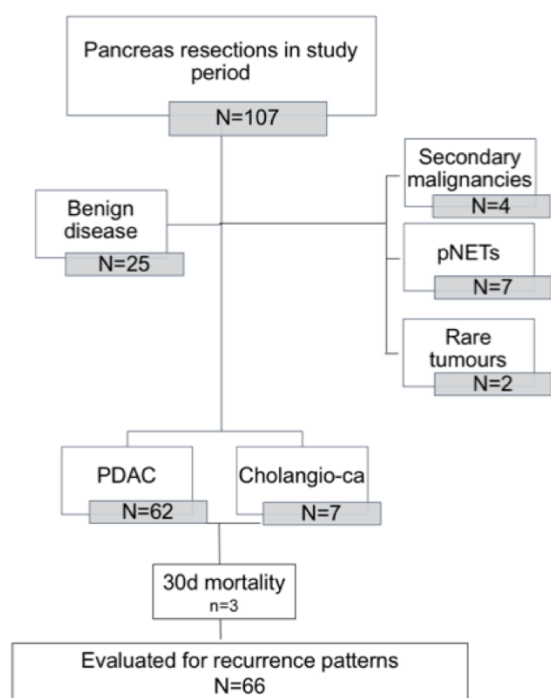 Pancreas resections in study
period
N=107
Secondary
malignancies
N=4
Benign
disease
N=25
pNETs
N=7
Rare
tumours
N=2
PDAC
N=62
Cholangio-ca
N=7
30d mortality
n=3
Evaluated for recurrence patterns
N=66